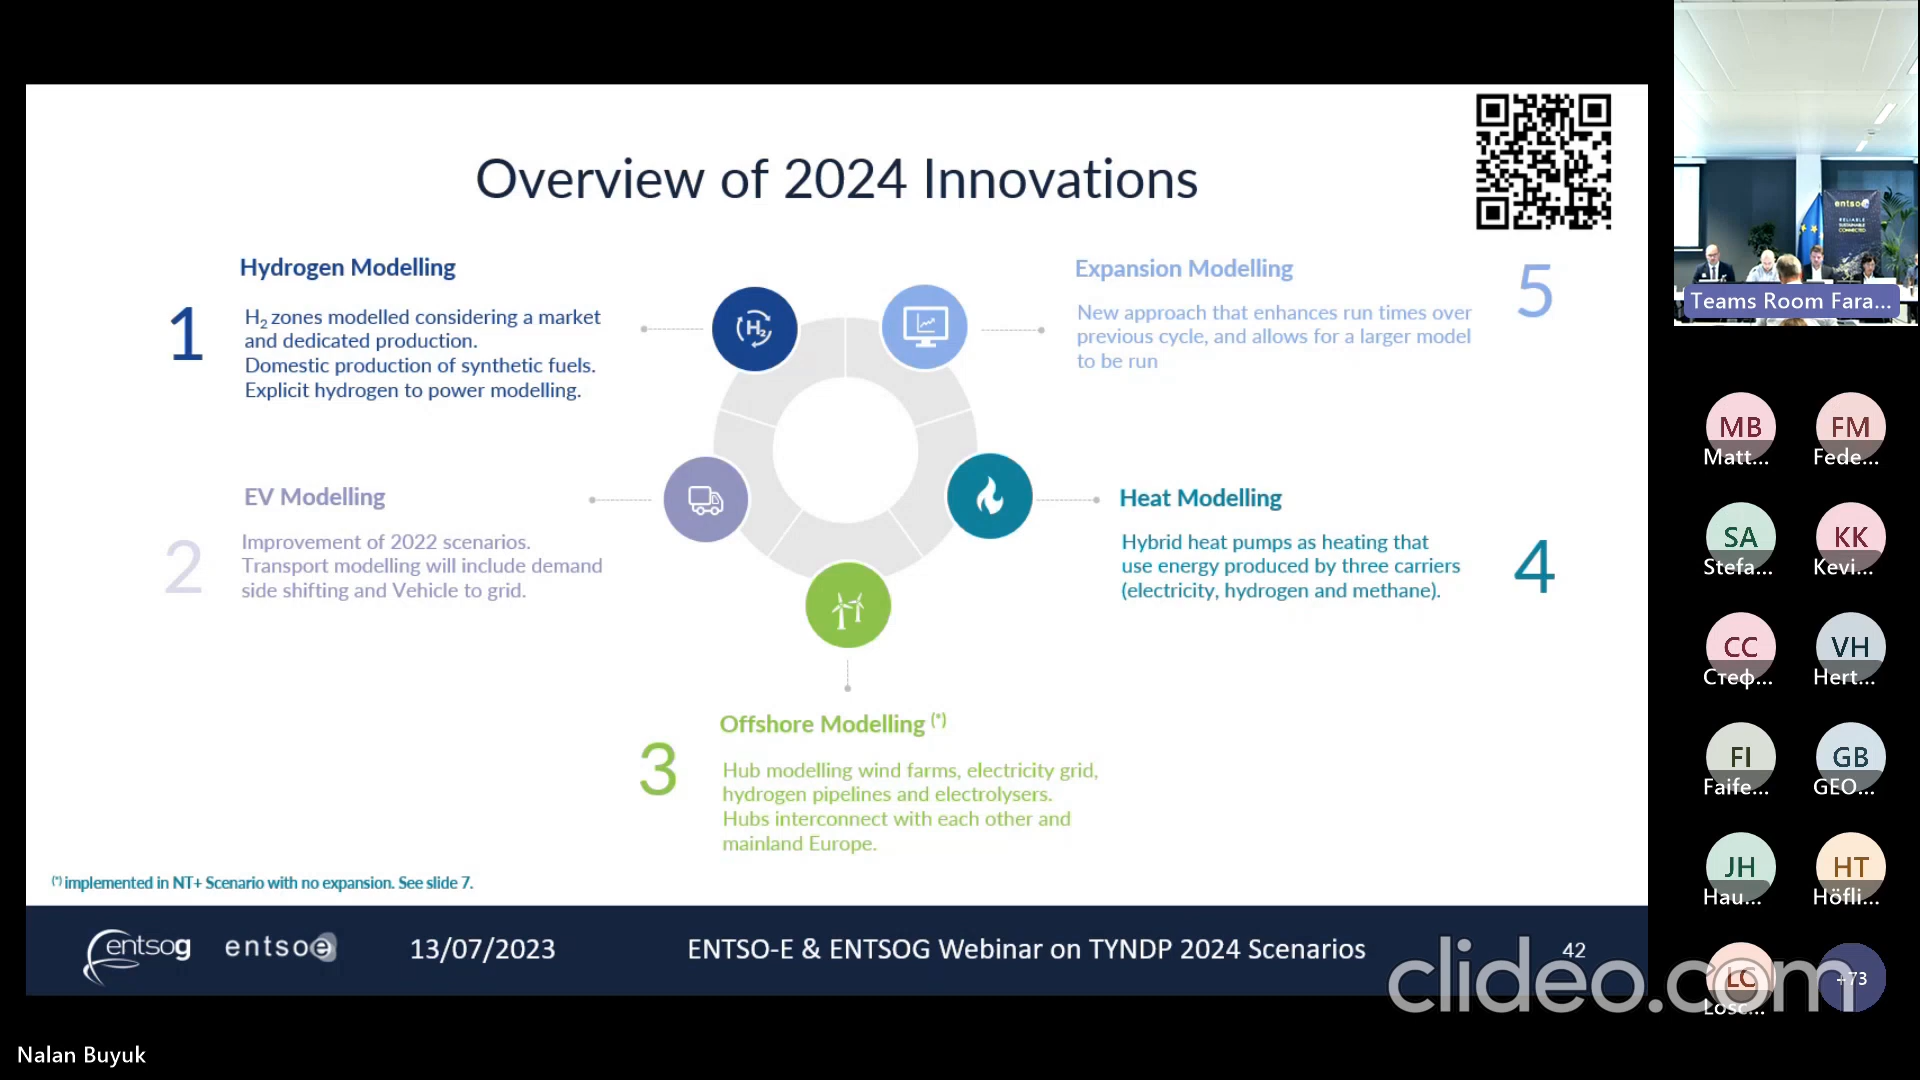 Overview of 2024 Innovations
Hydrogen Modelling
1
H2 zones modelled considering a market
and dedicated production.
Domestic production of synthetic fuels.
Explicit hydrogen to power modelling.
H2
Expansion Modelling
5
New approach that enhances run times over
previous cycle, and allows for a larger model
to be run
EV Modelling
2
Improvement of 2022 scenarios.
Transport modelling will include demand
side shifting and Vehicle to grid.
Heat Modelling
4
Hybrid heat pumps as heating that
use energy produced by three carriers
(electricity, hydrogen and methane).
3
Offshore Modelling (*)
Hub modelling wind farms, electricity grid,
hydrogen pipelines and electrolysers.
Hubs interconnect with each other and
mainland Europe.
(*) implemented in NT+ Scenario with no expansion. See slide 7.
entsog
entsoe
13/07/2023
ENTSO-E & ENTSOG Webinar on TYNDP 2024 Scenarios
42
entsoe
RELIABLE
SUSTAINABLE
CONNECTED
Teams Room Fara...
MB
Matt...
FM
Fede...
SA
Stefa...
KK
Kevi...
CC
Стеф...
VH
Hert...
FI
Faife...
GB
GEO...
JH
Hau...
HT
Höfli...
LC
Losc...
+73
clideo.com
Nalan Buyuk